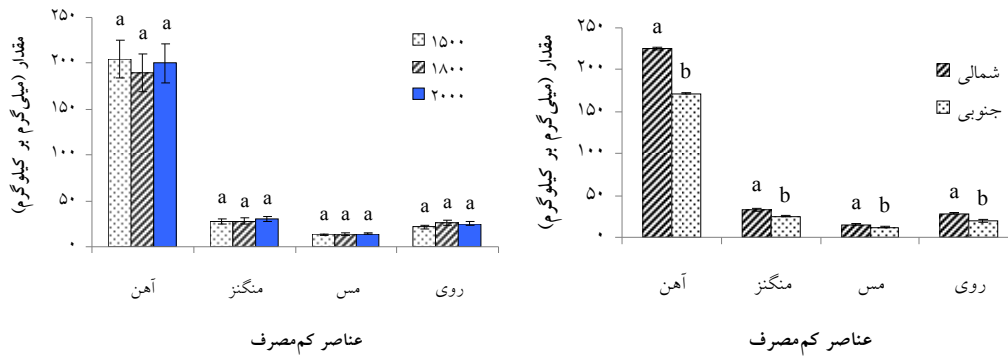 مقدار (میلی‌گرم بر کیلوگرم)
۲۵۰
۲۰۰
۱۵۰
۱۰۰
۵۰
۰
a a a
a a a
a a a
a a a
۱۵۰۰
۱۸۰۰
۲۰۰۰
آهن منگنز مس روی
عناصر کم‌مصرف
مقدار (میلی‌گرم بر کیلوگرم)
۲۵۰
۲۰۰
۱۵۰
۱۰۰
۵۰
۰
a b
a b
a b
a b
شمالی
جنوبی
آهن منگنز مس روی
عناصر کم‌مصرف